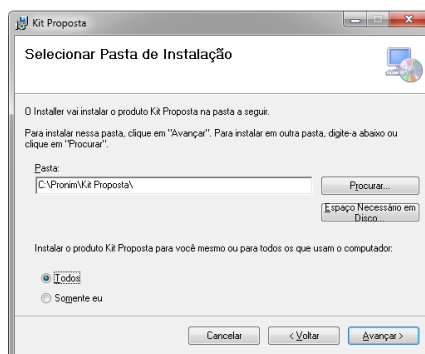 Kit Proposta
Selecionar Pasta de Instalação
O Installer vai instalar o produto Kit Proposta na pasta a seguir.
Para instalar nessa pasta, clique em "Avançar". Para instalar em outra pasta, digite-a abaixo ou
clique em "Procurar".
Pasta:
C:\Pronim\Kit Proposta\
Procurar...
Espaço Necessário em
Disco...
Instalar o produto Kit Proposta para você mesmo ou para todos os que usam o computador:
Todos
Somente eu
Cancelar
< Voltar
Avançar >